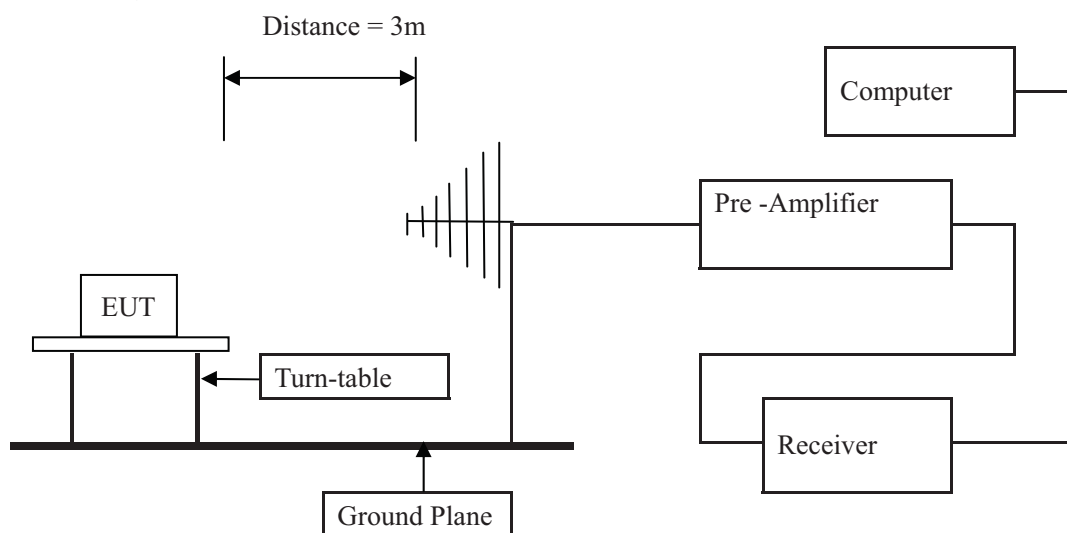 Distance = 3m
Computer
Pre -Amplifier
EUT
Turn-table
Receiver
Ground Plane